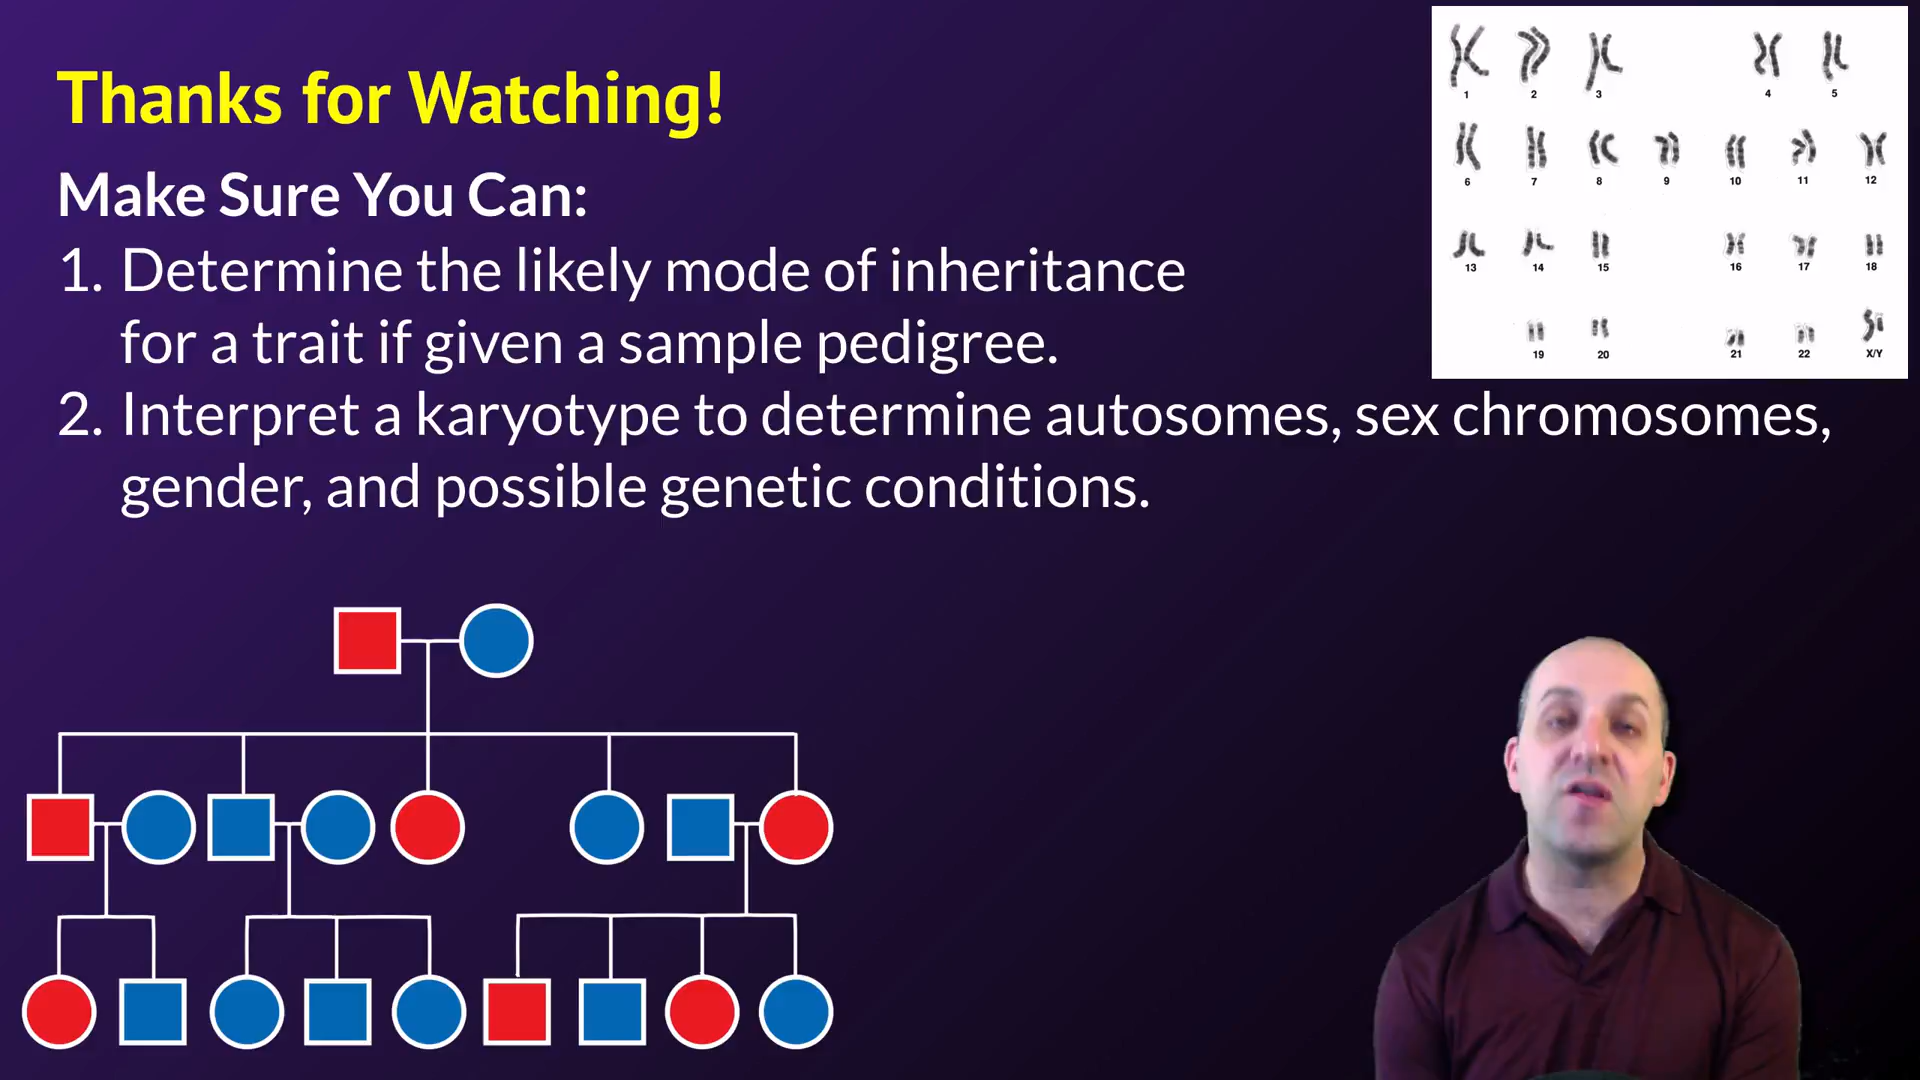 Thanks for Watching!
Make Sure You Can:
1. Determine the likely mode of inheritance
for a trait if given a sample pedigree.
2. Interpret a karyotype to determine autosomes, sex chromosomes,
gender, and possible genetic conditions.
1 2 3 4 5
6 7 8 9 10 11 12
13 14 15 16 17 18
19 20 21 22 X/Y